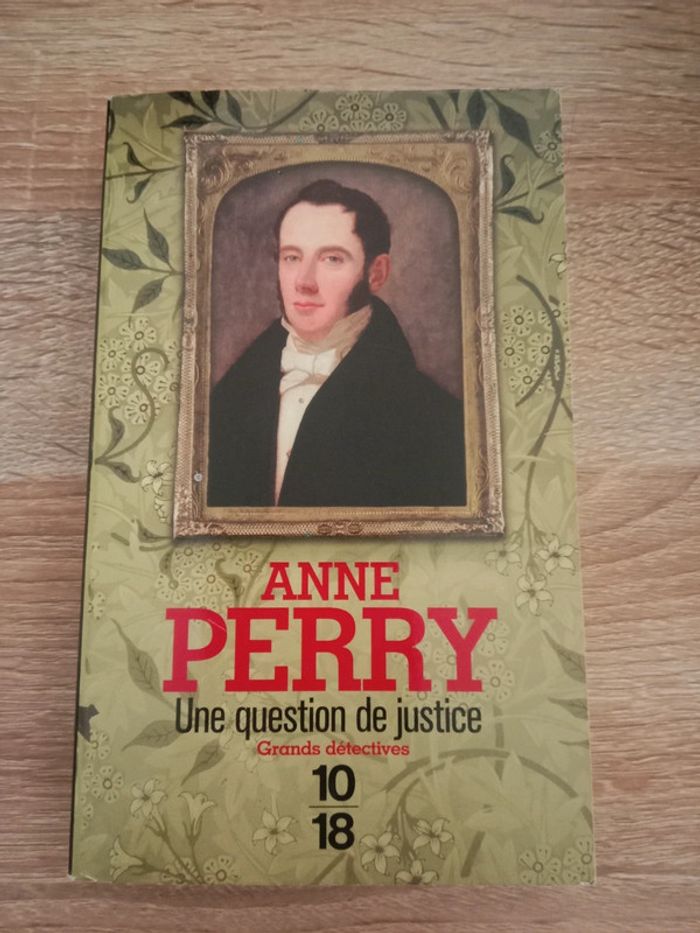 ANNE
PERRY
Une question de justice
Grands détectives
10
18